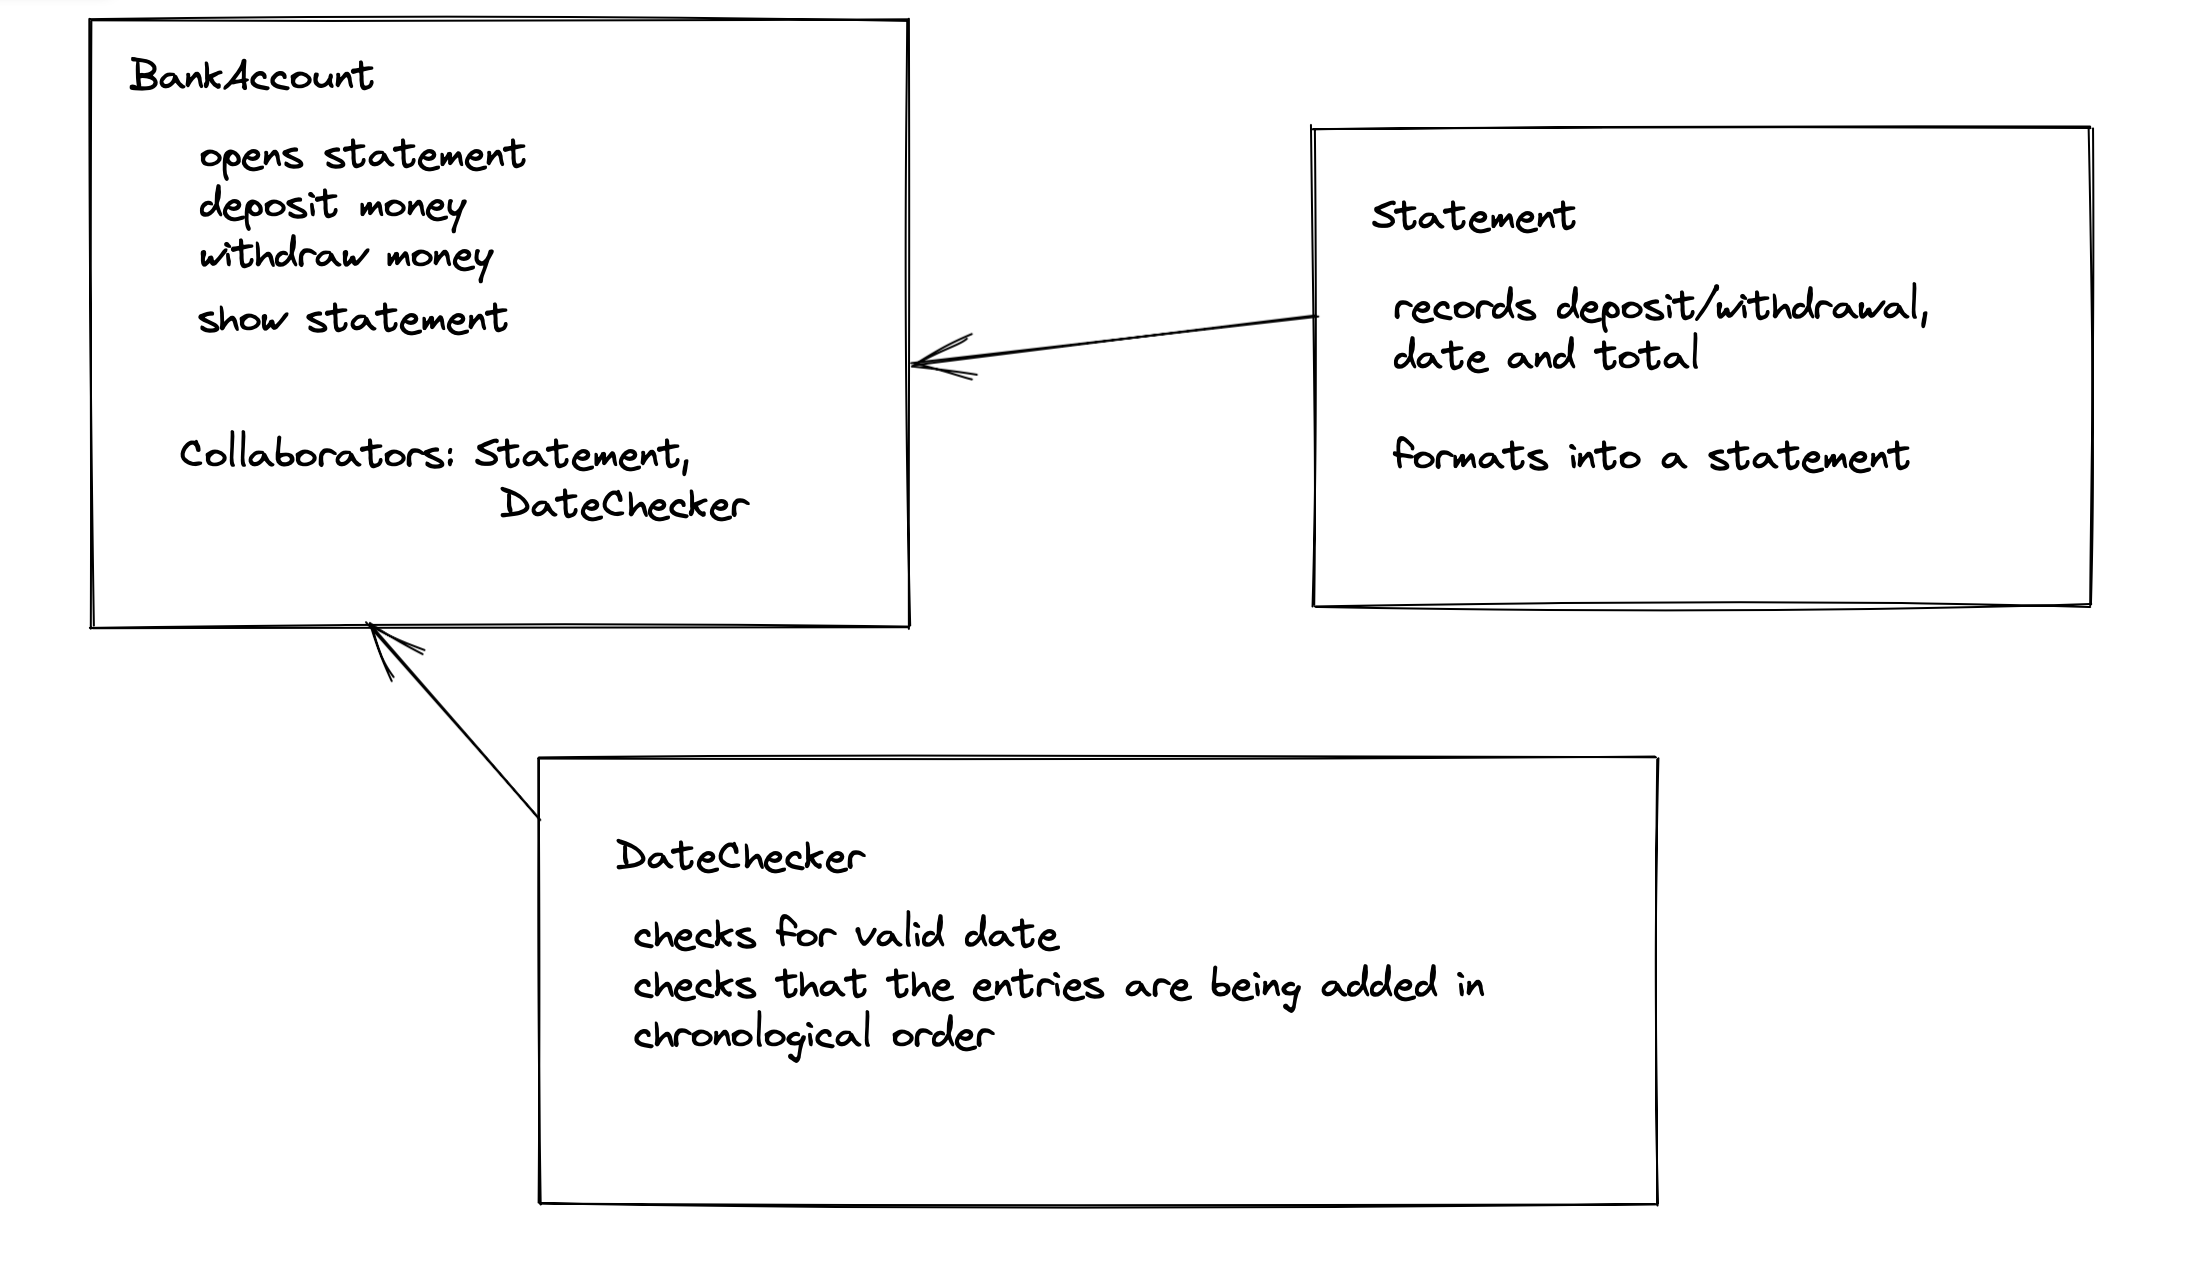 BankAccount
opens statement
deposit money
withdraw money
show statement
Collaborators: Statement,
DateChecker
Statement
records deposit/withdrawal,
date and total
formats into a statement
DateChecker
checks for valid date
checks that the entries are being added in
chronological order